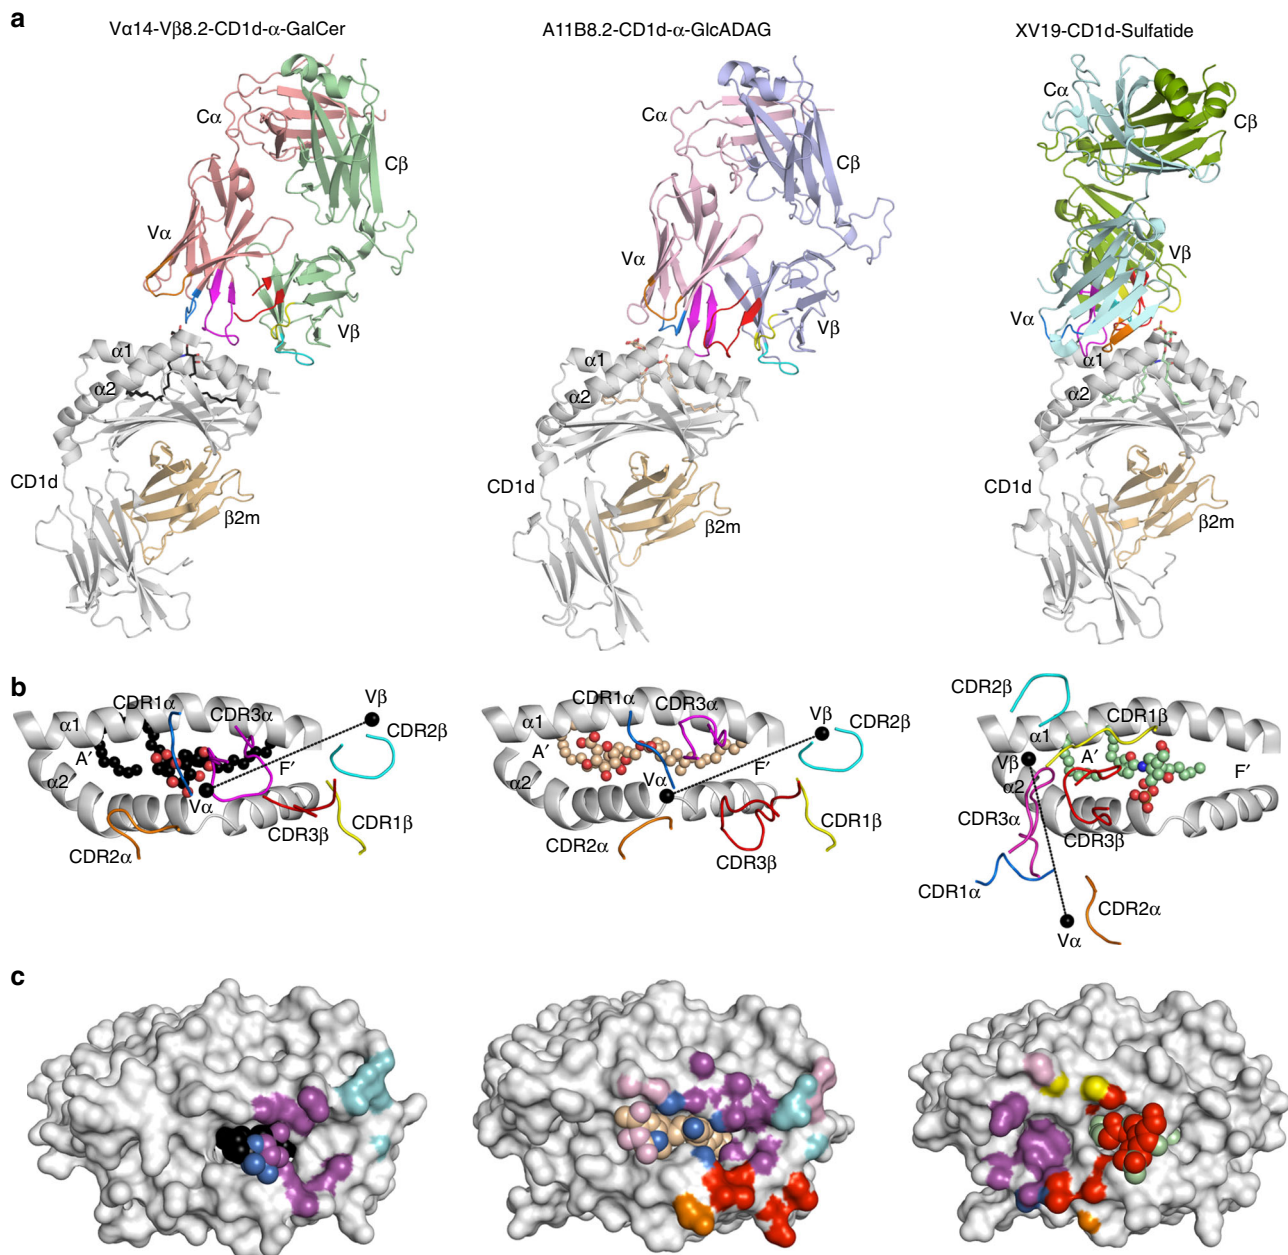 a
Vα14-Vβ8.2-CD1d-α-GalCer
A11B8.2-CD1d-α-GlcADAG
XV19-CD1d-Sulfatide
Cα
Cβ
Vα
Vβ
α1
α2
CD1d
β2m
Cα
Cβ
Vα
Vβ
α1
α2
CD1d
β2m
Cα
Cβ
Vβ
Vα
α1
α2
CD1d
β2m
b
CDR1α
CDR3α
Vβ
α1
CDR2β
A′
F′
α2
Vα
CDR3β
CDR1β
CDR2α
CDR1α
CDR3α
Vβ
α1
CDR2β
A′
F′
α2
Vα
CDR1β
CDR2α
CDR3β
CDR2β
CDR1β
α1
Vβ
A′
F′
α2
CDR3α
CDR3β
CDR1α
CDR2α
Vα
c